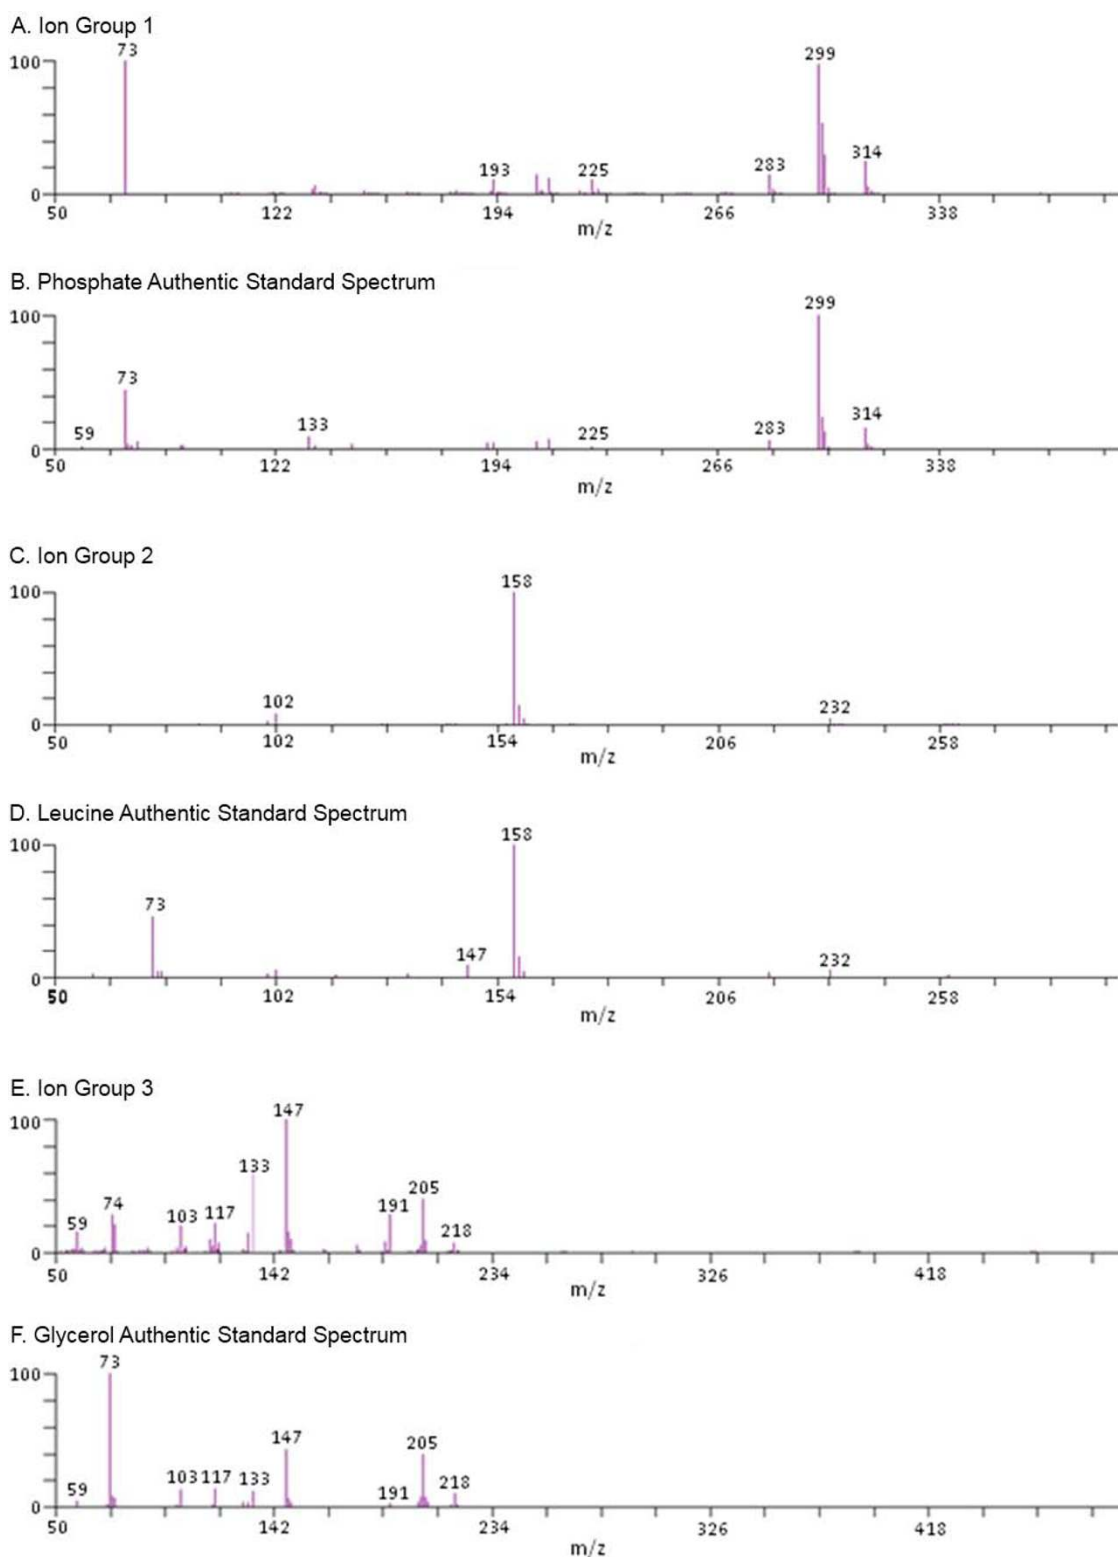 A. Ion Group 1
73
100
299
193
225
283
314
0
50 122 194 266 338
m/z
B. Phosphate Authentic Standard Spectrum
299
100
73
59
133
225
283
314
0
50 122 194 266 338
m/z
C. Ion Group 2
158
100
102
232
0
50 102 154 206 258
m/z
D. Leucine Authentic Standard Spectrum
158
100
73
147
232
0
50 102 154 206 258
m/z
E. Ion Group 3
147
100
133
205
74
103 117
191
59
218
0
50 142 234 326 418
m/z
F. Glycerol Authentic Standard Spectrum
73
100
147
205
59
103 117 133
191
218
0
50 142 234 326 418
m/z